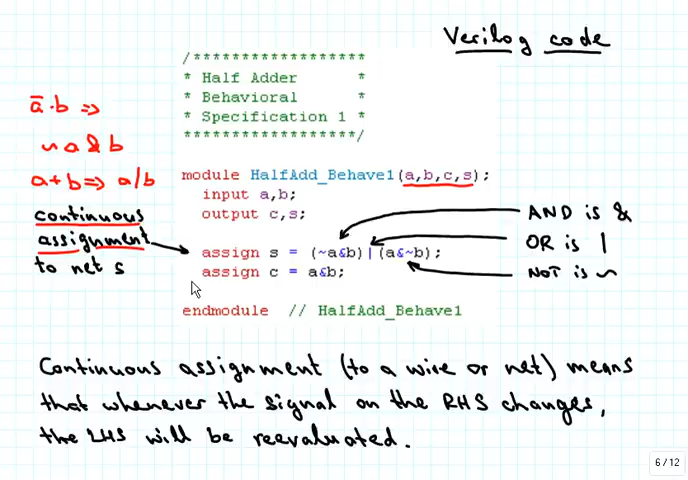 Verilog code
/******************
* Half Adder *
* Behavioral *
* Specification 1 *
******************/
module HalfAdd_Behave1(a,b,c,s);
input a,b;
output c,s;
assign s = (~a&b)|(a&~b);
assign c = a&b;
endmodule // HalfAdd_Behave1
ā·b =>
~a&b
a+b => a/b
continuous
assignment
to net s
AND is &
OR is |
NOT is ~
Continuous assignment (to a wire or net) means
that whenever the signal on the RHS changes,
the LHS will be reevaluated.
6/12